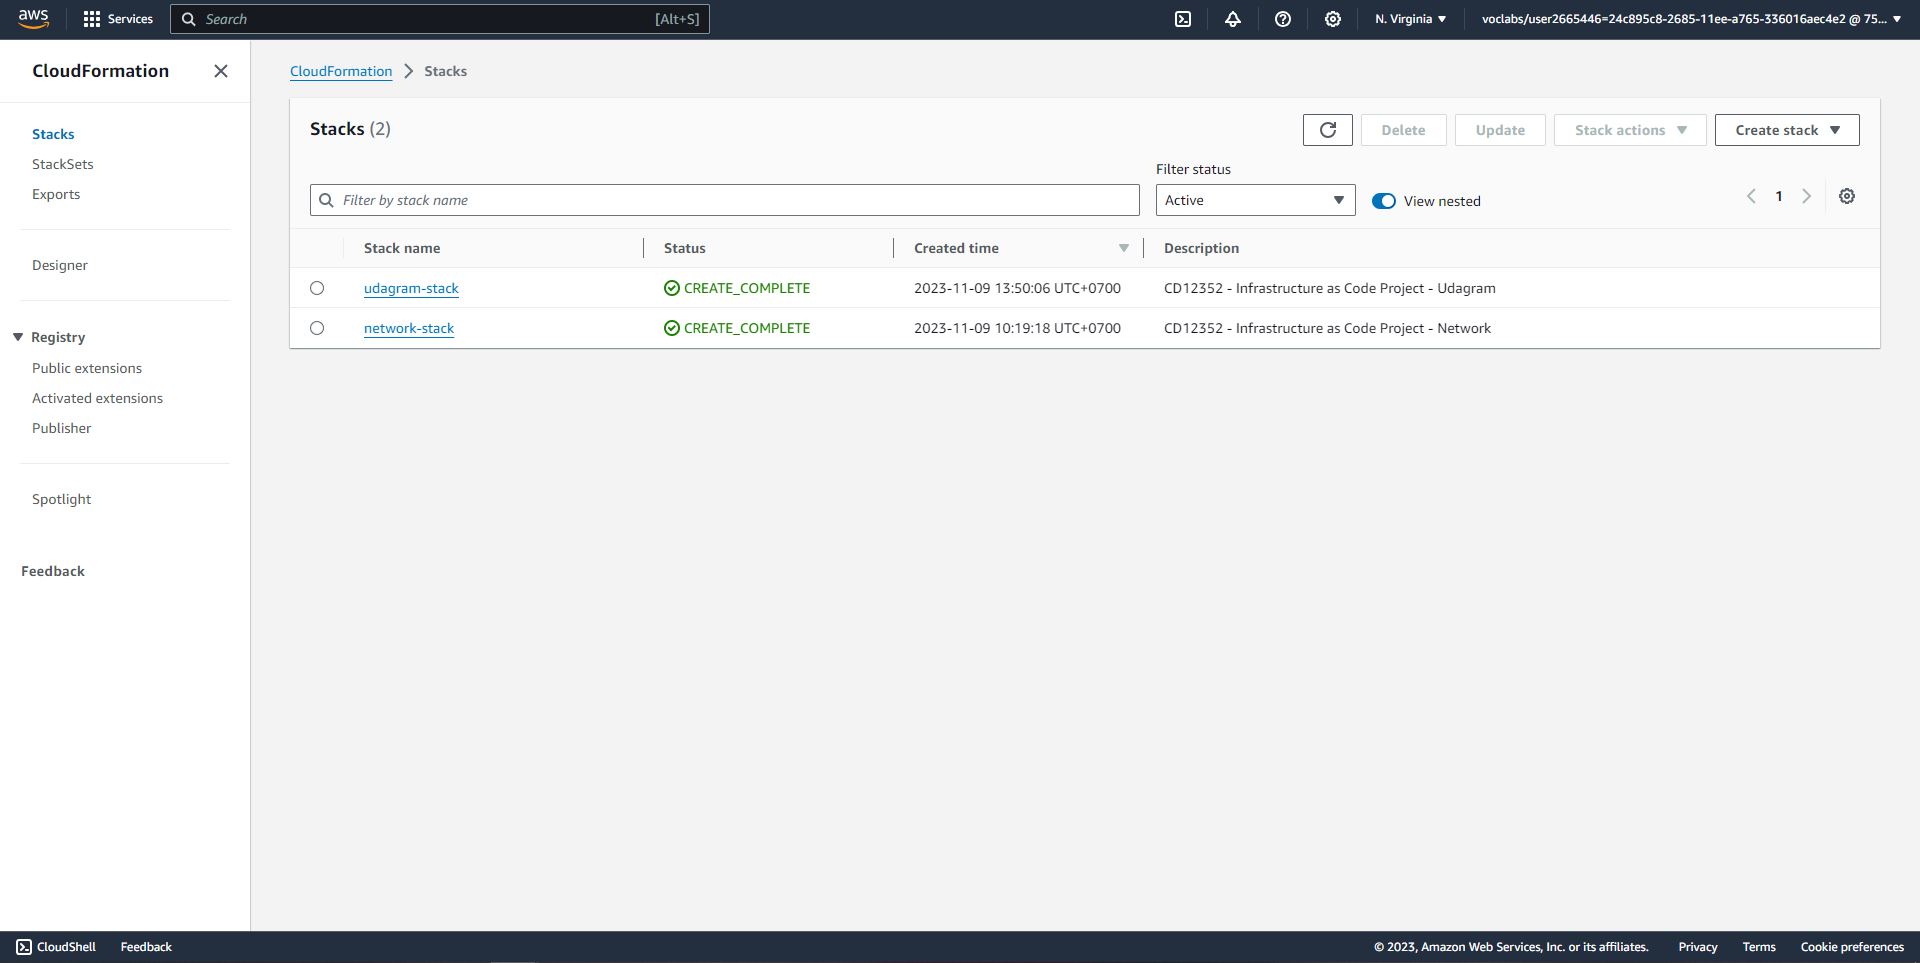 aws
Services
Search [Alt+S]
N. Virginia
voclabs/user2665446=24c895c8-2685-11ee-a765-336016aec4e2 @ 75...
CloudFormation
Stacks
StackSets
Exports
Designer
Registry
Public extensions
Activated extensions
Publisher
Spotlight
Feedback
CloudFormation > Stacks
Stacks (2)
Delete
Update
Stack actions
Create stack
Filter status
Filter by stack name
Active
View nested
1
Stack name Status Created time Description
udagram-stack CREATE_COMPLETE 2023-11-09 13:50:06 UTC+0700 CD12352 - Infrastructure as Code Project - Udagram
network-stack CREATE_COMPLETE 2023-11-09 10:19:18 UTC+0700 CD12352 - Infrastructure as Code Project - Network
CloudShell Feedback © 2023, Amazon Web Services, Inc. or its affiliates. Privacy Terms Cookie preferences